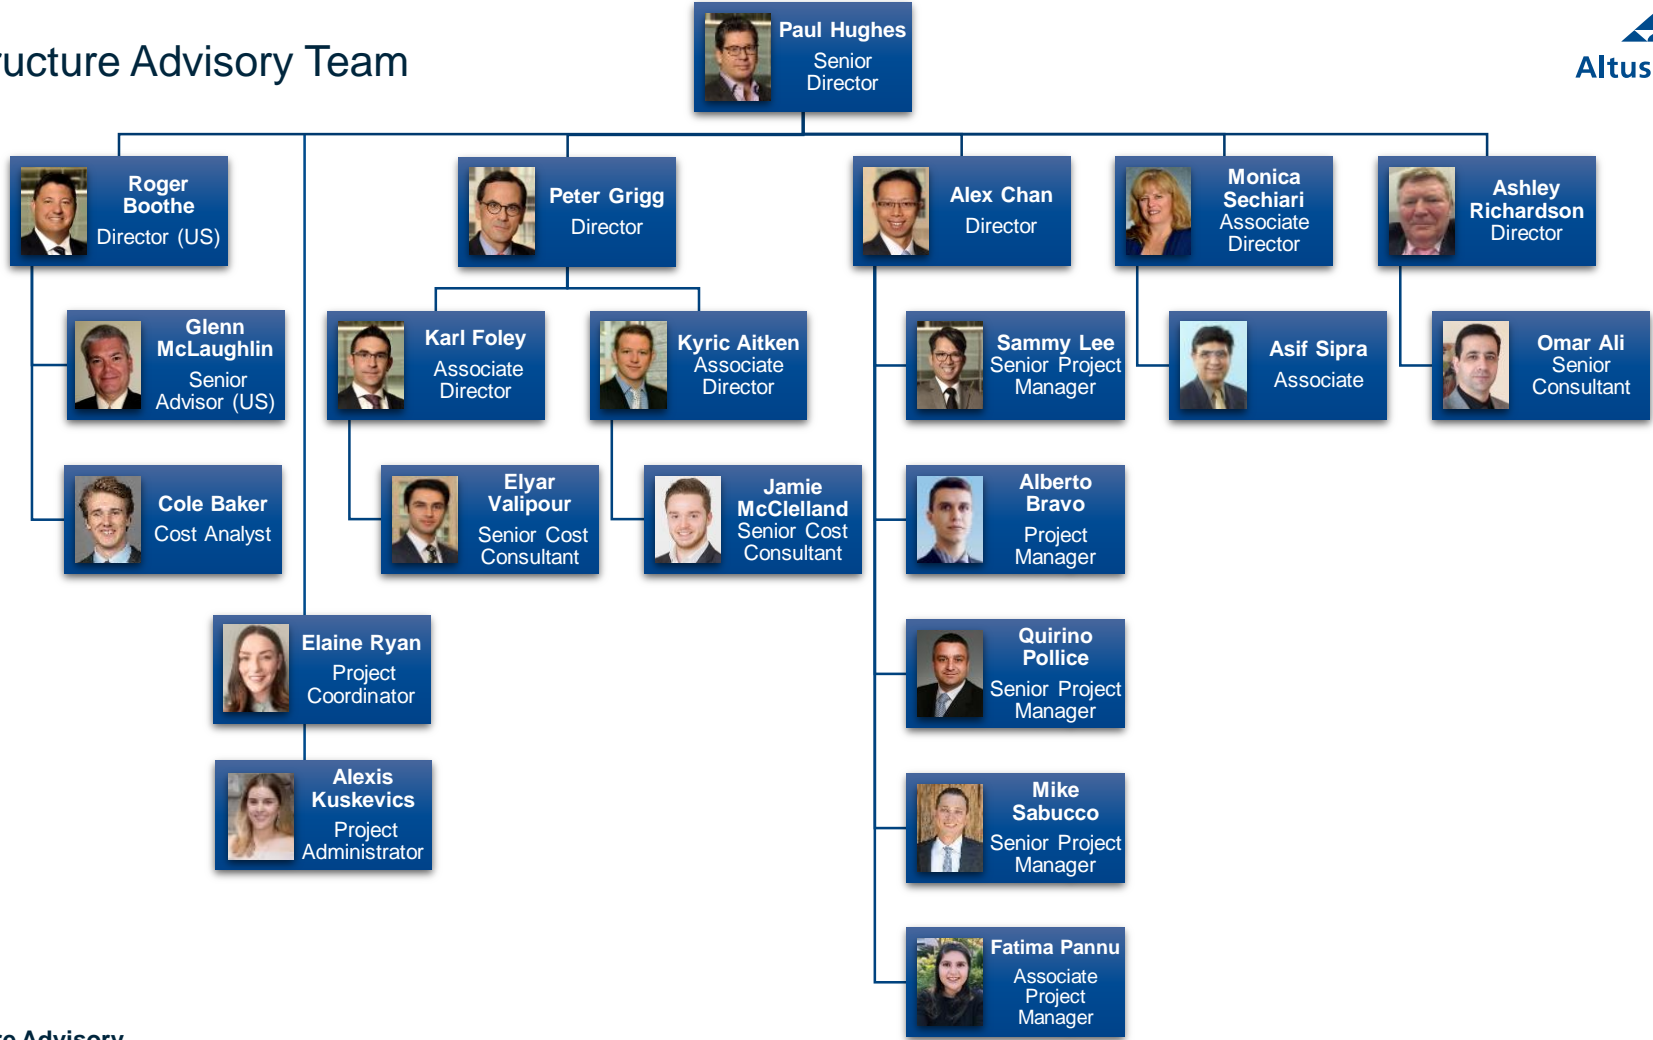 ucture Advisory Team
Altus
Paul Hughes
Senior
Director
Roger
Boothe
Director (US)
Peter Grigg
Director
Alex Chan
Director
Monica
Sechiari
Associate
Director
Ashley
Richardson
Director
Glenn
McLaughlin
Senior
Advisor (US)
Karl Foley
Associate
Director
Kyric Aitken
Associate
Director
Sammy Lee
Senior Project
Manager
Asif Sipra
Associate
Omar Ali
Senior
Consultant
Cole Baker
Cost Analyst
Elyar
Valipour
Senior Cost
Consultant
Jamie
McClelland
Senior Cost
Consultant
Alberto
Bravo
Project
Manager
Elaine Ryan
Project
Coordinator
Quirino
Pollice
Senior Project
Manager
Alexis
Kuskevics
Project
Administrator
Mike
Sabucco
Senior Project
Manager
Fatima Pannu
Associate
Project
Manager
re Advisory